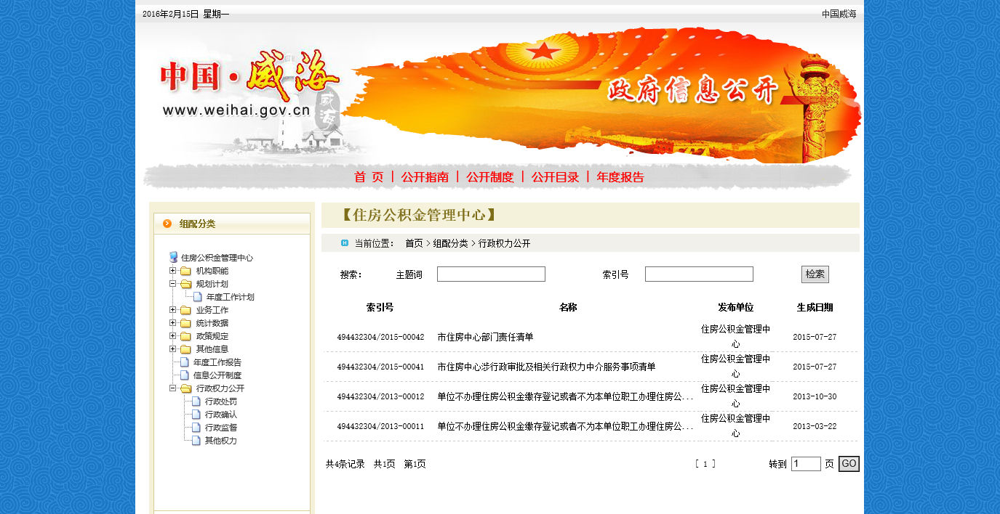 2016年2月15日 星期一
中国威海
中国·威海
威海
www.weihai.gov.cn
政府信息公开
首 页 | 公开指南 | 公开制度 | 公开目录 | 年度报告
组配分类
住房公积金管理中心
机构职能
规划计划
年度工作计划
业务工作
统计数据
政策规定
其他信息
年度工作报告
信息公开制度
行政权力公开
行政处罚
行政确认
行政监督
其他权力
【住房公积金管理中心】
当前位置： 首页 > 组配分类 > 行政权力公开
搜索： 主题词 索引号 检索
索引号 名称 发布单位 生成日期
494432304/2015-00042 市住房中心部门责任清单 住房公积金管理中心 2015-07-27
494432304/2015-00041 市住房中心涉行政审批及相关行政权力中介服务事项清单 住房公积金管理中心 2015-07-27
494432304/2013-00012 单位不办理住房公积金缴存登记或者不为本单位职工办理住房公... 住房公积金管理中心 2013-10-30
494432304/2013-00011 单位不办理住房公积金缴存登记或者不为本单位职工办理住房公... 住房公积金管理中心 2013-03-22
共4条记录 共1页 第1页 [ 1 ] 转到 1 页 GO